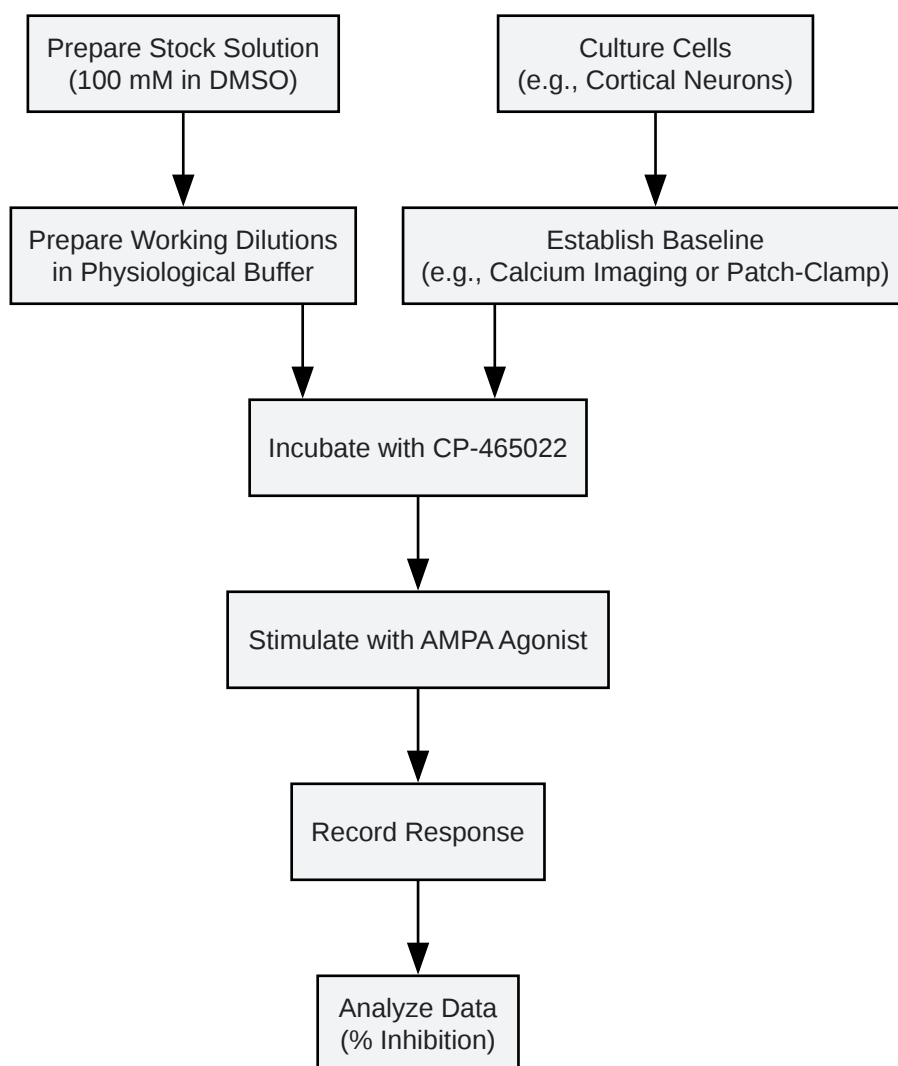 Prepare Stock Solution
(100 mM in DMSO)
Culture Cells
(e.g., Cortical Neurons)
Prepare Working Dilutions
in Physiological Buffer
Establish Baseline
(e.g., Calcium Imaging or Patch-Clamp)
Incubate with CP-465022
Stimulate with AMPA Agonist
Record Response
Analyze Data
(% Inhibition)